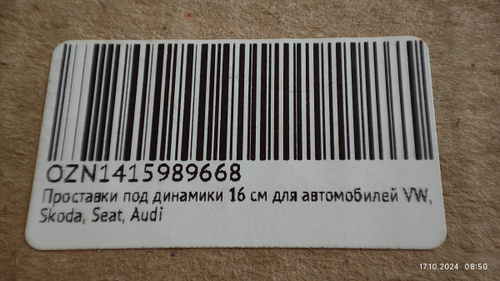 OZN1415989668
Проставки под динамики 16 см для автомобилей VW,
Skoda, Seat, Audi
17.10.2024 08:50